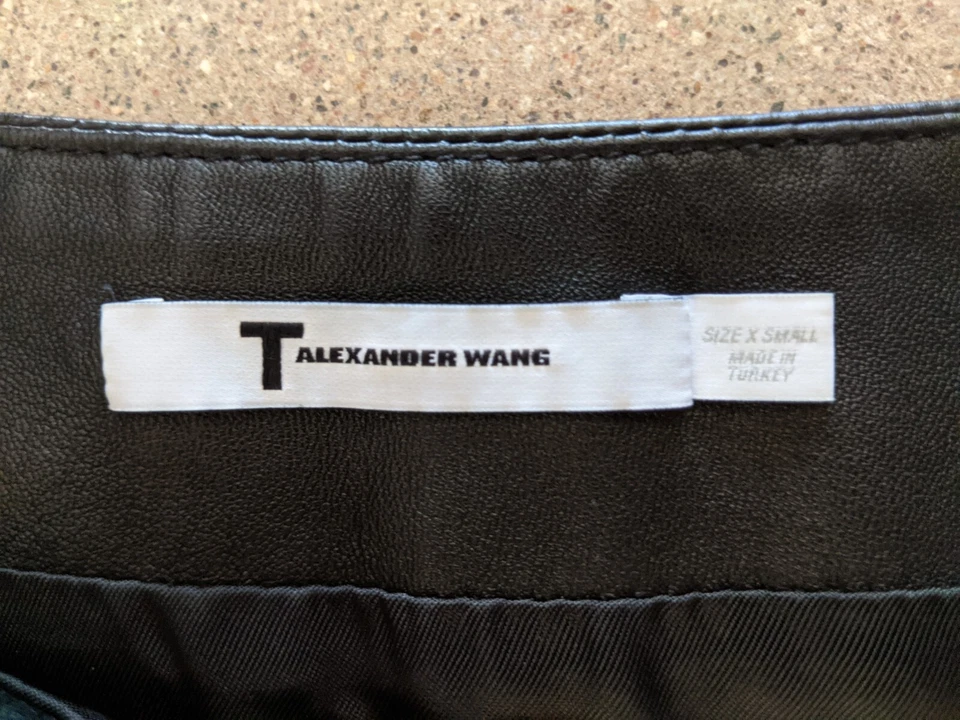 T ALEXANDER WANG
SIZE X SMALL
MADE IN
TURKEY